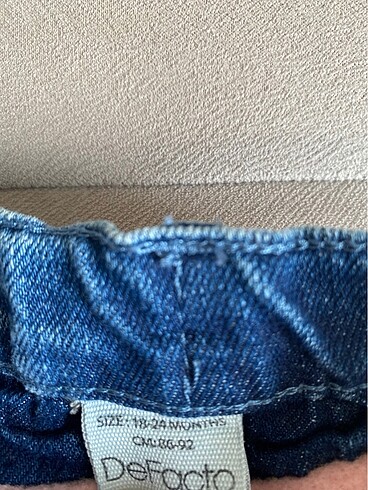 SIZE: 18-24 MONTHS
CM: 86-92
DeFacto